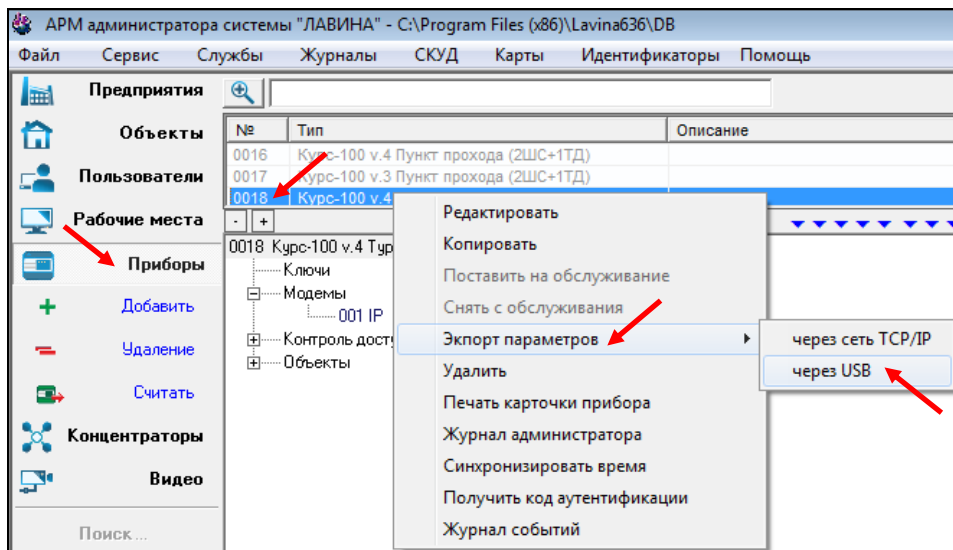 АРМ администратора системы "ЛАВИНА" - C:\Program Files (x86)\Lavina636\DB
Файл Сервис Службы Журналы СКУД Карты Идентификаторы Помощь
Предприятия
Объекты
Пользователи
Рабочие места
Приборы
Добавить
Удаление
Считать
Концентраторы
Видео
Поиск...
№ Тип Описание
0016 Курс-100 v.4 Пункт прохода (2ШС+1ТД)
0017 Курс-100 v.3 Пункт прохода (2ШС+1ТД)
0018 Курс-100 v.4
- +
0018 Курс-100 v.4 Тур
Ключи
Модемы
001 IP
Контроль дост
Объекты
Редактировать
Копировать
Поставить на обслуживание
Снять с обслуживания
Экпорт параметров
Удалить
Печать карточки прибора
Журнал администратора
Синхронизировать время
Получить код аутентификации
Журнал событий
через сеть TCP/IP
через USB